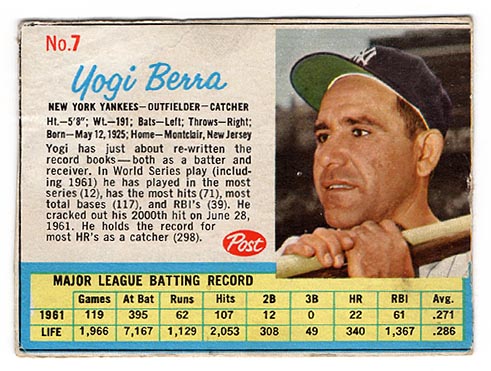 No.7
Yogi Berra
NEW YORK YANKEES–OUTFIELDER–CATCHER
Ht.–5'8"; Wt.–191; Bats–Left; Throws–Right;
Born–May 12, 1925; Home–Montclair, New Jersey
Yogi has just about re-written the
record books—both as a batter and
receiver. In World Series play (includ-
ing 1961) he has played in the most
series (12), has the most hits (71), most
total bases (117), and RBI's (39). He
cracked out his 2000th hit on June 28,
1961. He holds the record for
most HR's as a catcher (298).
Post
MAJOR LEAGUE BATTING RECORD
Games At Bat Runs Hits 2B 3B HR RBI Avg.
1961 119 395 62 107 12 0 22 61 .271
LIFE 1,966 7,167 1,129 2,053 308 49 340 1,367 .286